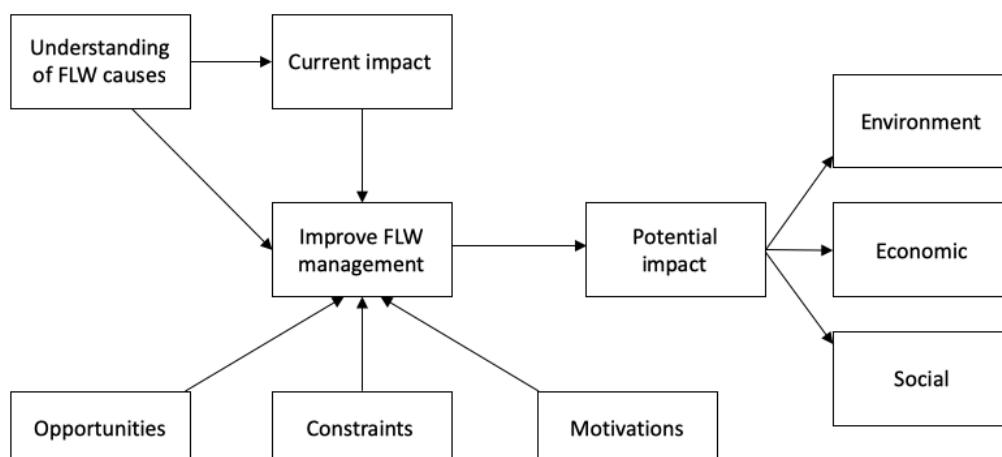 Understanding
of FLW causes
Current impact
Environment
Improve FLW
management
Potential
impact
Economic
Social
Opportunities
Constraints
Motivations